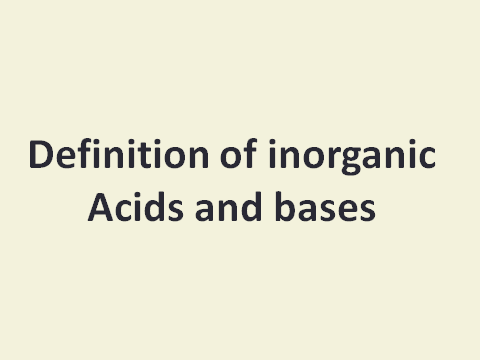 Definition of inorganic
Acids and bases